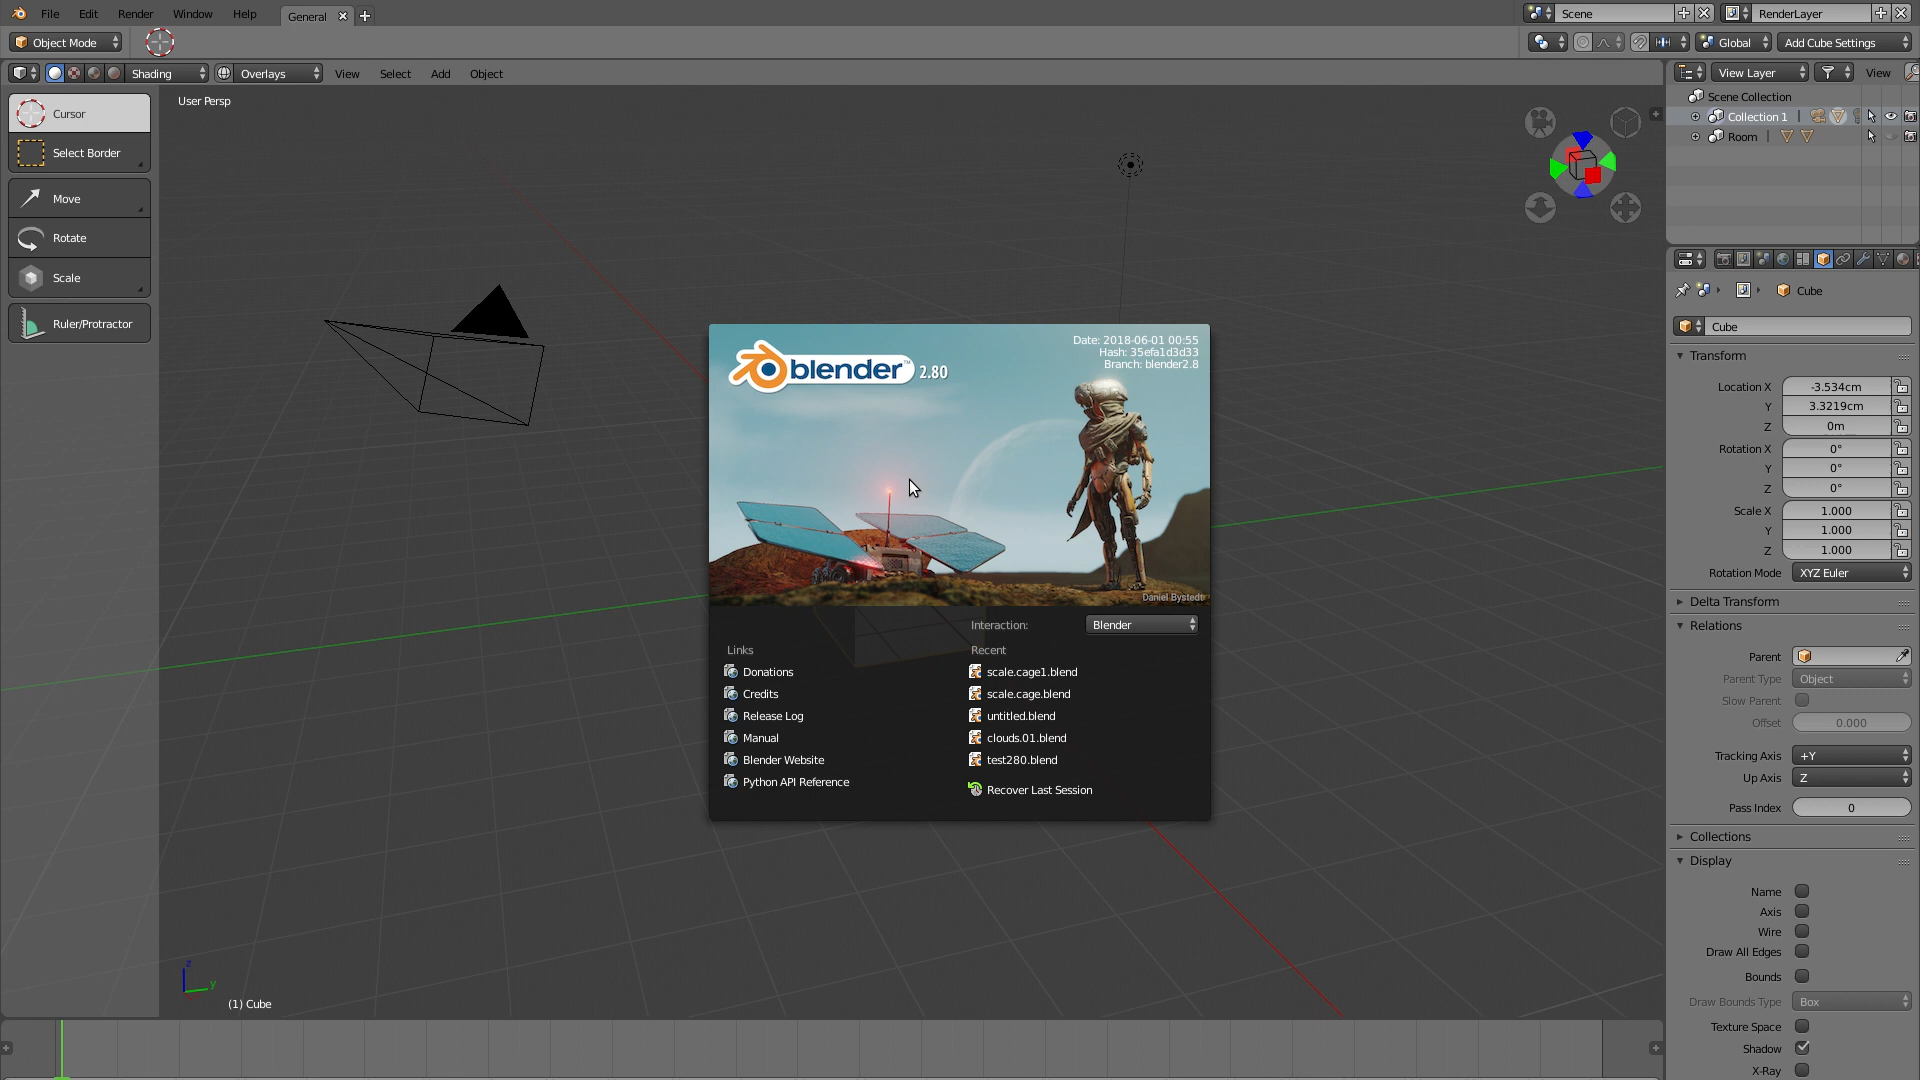 File Edit Render Window Help General Scene RenderLayer
Object Mode Global Add Cube Settings
Shading Overlays View Select Add Object View Layer View
User Persp
Cursor
Select Border
Move
Rotate
Scale
Ruler/Protractor
(1) Cube
z
y
blender™ 2.80
Date: 2018-06-01 00:55
Hash: 35efa1d3d33
Branch: blender2.8
Daniel Bystedt
Interaction: Blender
Links
Donations
Credits
Release Log
Manual
Blender Website
Python API Reference
Recent
scale.cage1.blend
scale.cage.blend
untitled.blend
clouds.01.blend
test280.blend
Recover Last Session
Scene Collection
Collection 1
Room
Cube
Cube
Transform
Location X -3.534cm
Y 3.3219cm
Z 0m
Rotation X 0°
Y 0°
Z 0°
Scale X 1.000
Y 1.000
Z 1.000
Rotation Mode XYZ Euler
Delta Transform
Relations
Parent
Parent Type Object
Slow Parent
Offset 0.000
Tracking Axis +Y
Up Axis Z
Pass Index 0
Collections
Display
Name
Axis
Wire
Draw All Edges
Bounds
Draw Bounds Type Box
Texture Space
Shadow
X-Ray